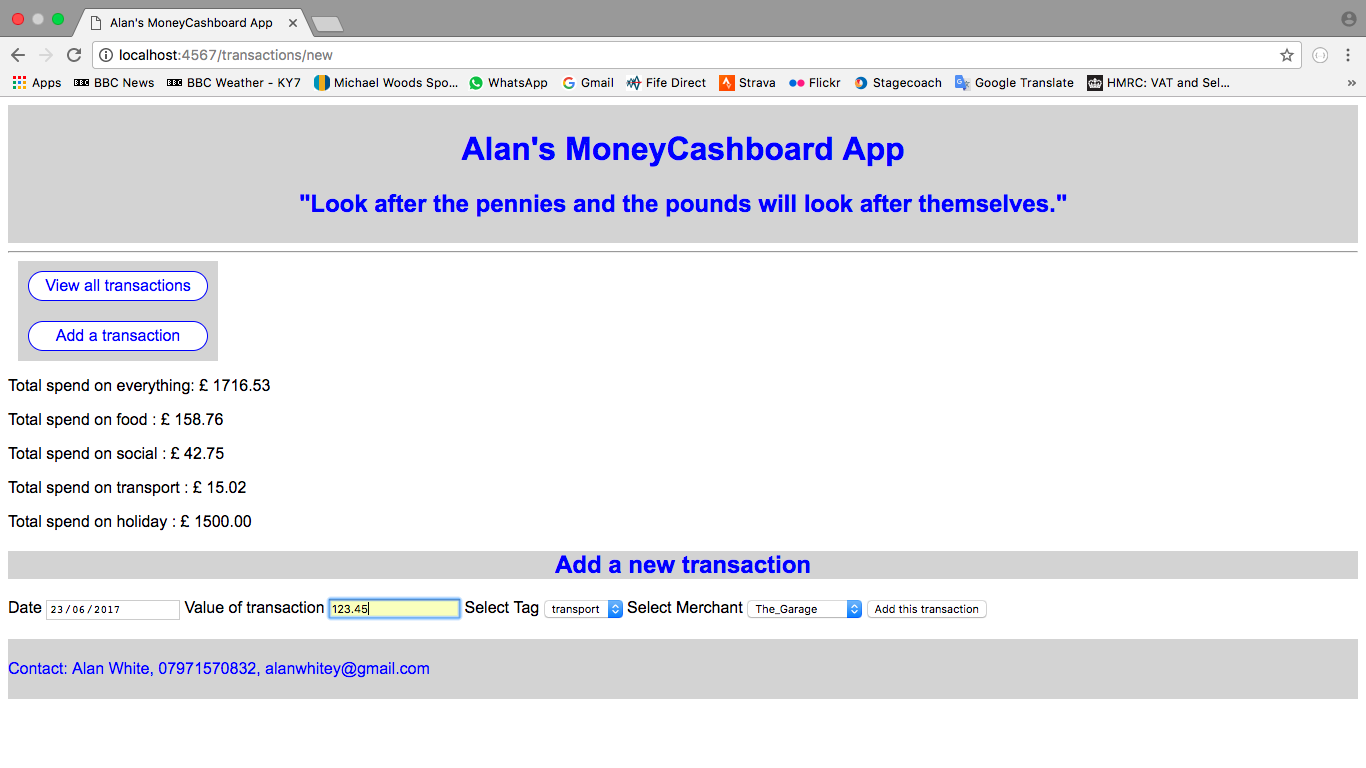 Alan's MoneyCashboard App
localhost:4567/transactions/new
Apps BBC News BBC Weather - KY7 Michael Woods Spo... WhatsApp Gmail Fife Direct Strava Flickr Stagecoach Google Translate HMRC: VAT and Sel... »
Alan's MoneyCashboard App
"Look after the pennies and the pounds will look after themselves."
View all transactions
Add a transaction
Total spend on everything: £ 1716.53
Total spend on food : £ 158.76
Total spend on social : £ 42.75
Total spend on transport : £ 15.02
Total spend on holiday : £ 1500.00
Add a new transaction
Date 23/06/2017 Value of transaction 123.45 Select Tag transport Select Merchant The_Garage Add this transaction
Contact: Alan White, 07971570832, alanwhitey@gmail.com